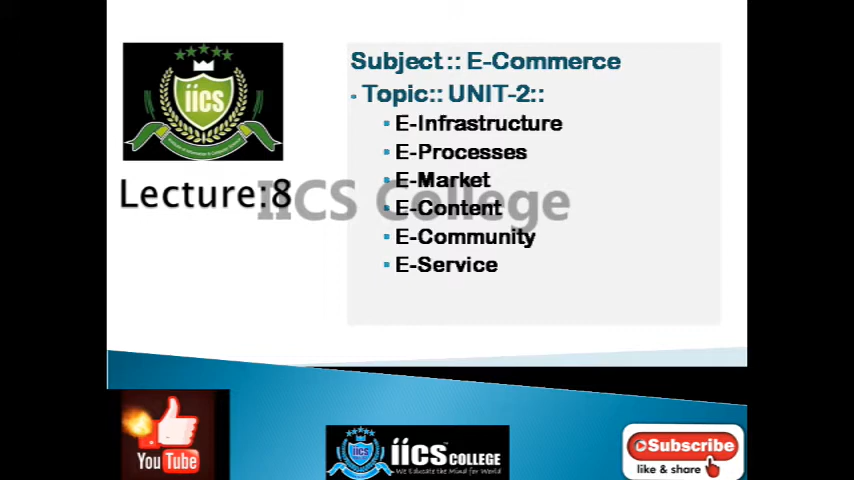 iics
Lecture:8
Subject :: E-Commerce
Topic:: UNIT-2::
E-Infrastructure
E-Processes
E-Market
E-Content
E-Community
E-Service
IICS College
YouTube
IICS
iics COLLEGE
We Educate the Mind for World
Subscribe
like & share